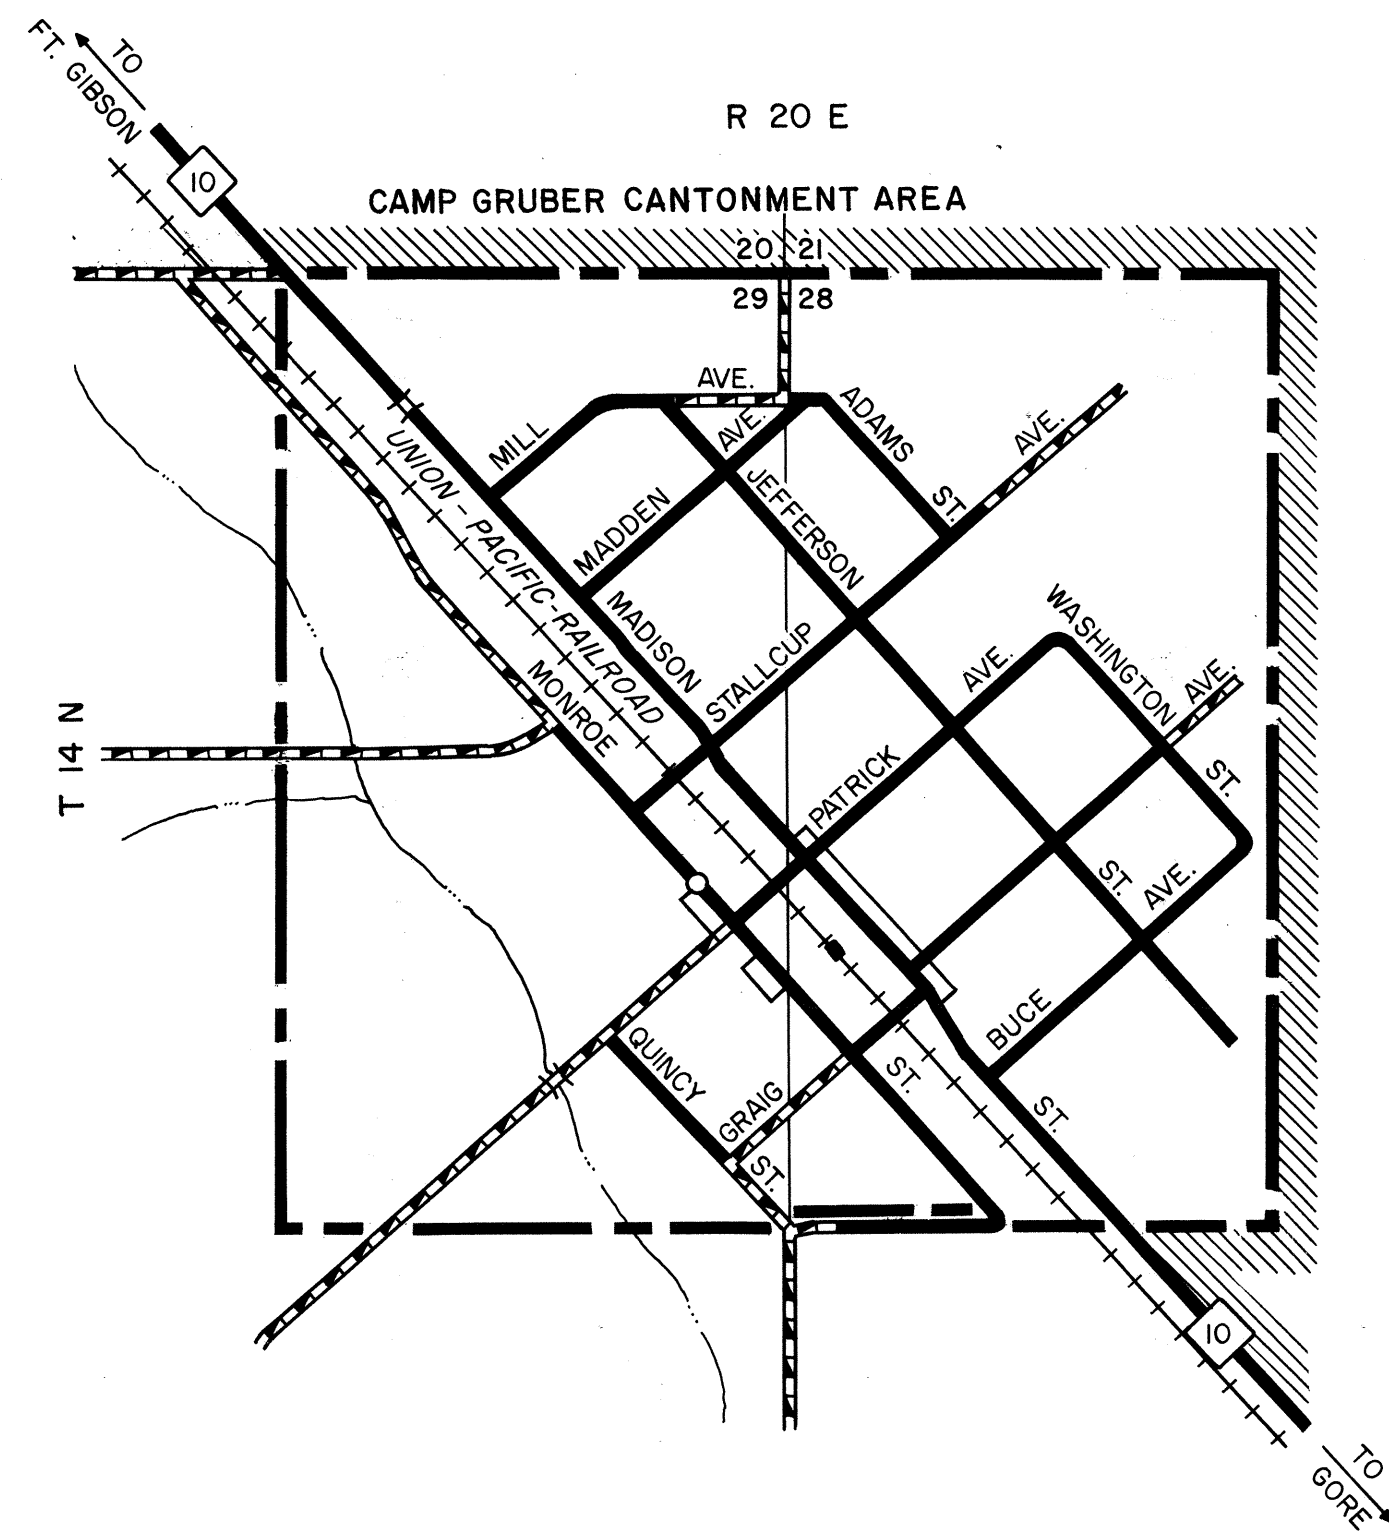 TO
FT. GIBSON
R 20 E
10
CAMP GRUBER CANTONMENT AREA
20 21
29 28
AVE.
MILL
AVE.
ADAMS
ST.
AVE.
MADDEN
JEFFERSON
UNION-PACIFIC-RAILROAD
MADISON
STALLCUP
WASHINGTON
AVE.
AVE.
MONROE
T 14 N
PATRICK
ST.
ST.
AVE.
BUCE
QUINCY
ST.
GRAIG
ST.
ST.
10
TO
GORE